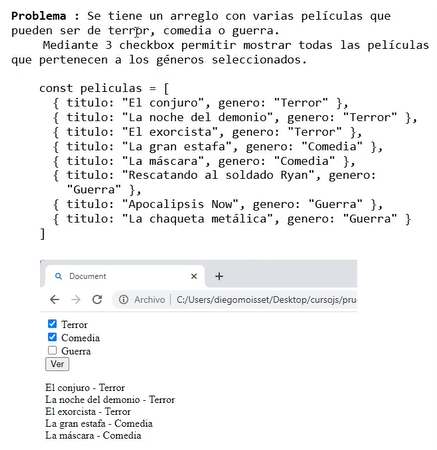 Problema : Se tiene un arreglo con varias películas que
pueden ser de terror, comedia o guerra.
Mediante 3 checkbox permitir mostrar todas las películas
que pertenecen a los géneros seleccionados.
const peliculas = [
{ titulo: "El conjuro", genero: "Terror" },
{ titulo: "La noche del demonio", genero: "Terror" },
{ titulo: "El exorcista", genero: "Terror" },
{ titulo: "La gran estafa", genero: "Comedia" },
{ titulo: "La máscara", genero: "Comedia" },
{ titulo: "Rescatando al soldado Ryan", genero:
"Guerra" },
{ titulo: "Apocalipsis Now", genero: "Guerra" },
{ titulo: "La chaqueta metálica", genero: "Guerra" }
]
Document
Archivo | C:/Users/diegomoisset/Desktop/cursojs/pru
Terror
Comedia
Guerra
Ver
El conjuro - Terror
La noche del demonio - Terror
El exorcista - Terror
La gran estafa - Comedia
La máscara - Comedia